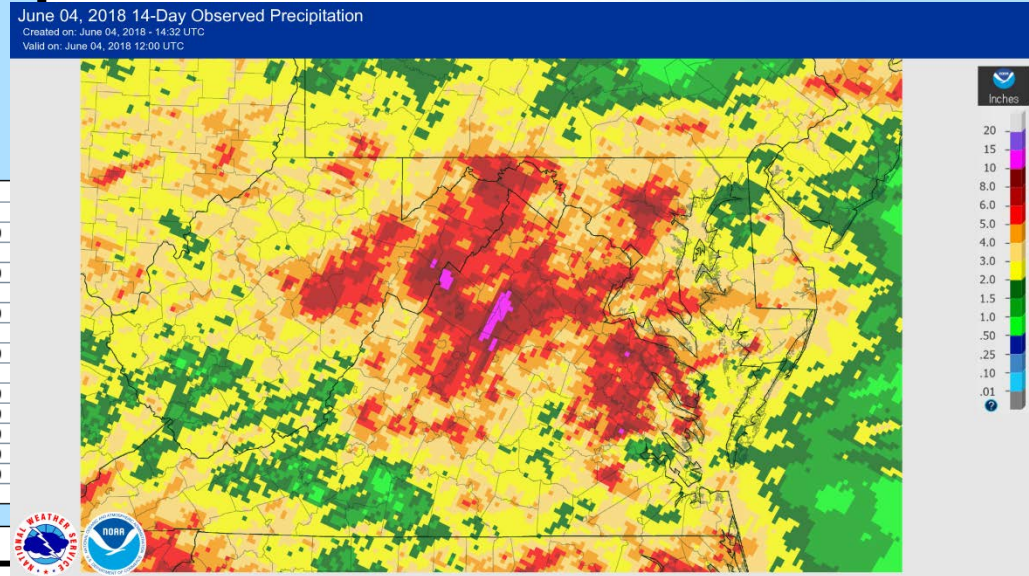 June 04, 2018 14-Day Observed Precipitation
Created on: June 04, 2018 - 14:32 UTC
Valid on: June 04, 2018 12:00 UTC
Inches
20
15
10
8.0
6.0
5.0
4.0
3.0
2.0
1.5
1.0
.50
.25
.10
.01
?
NATIONAL WEATHER SERVICE
NOAA